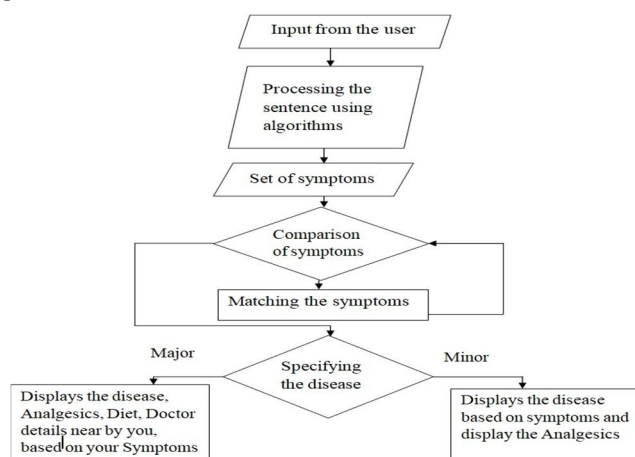 Input from the user
Processing the
sentence using
algorithms
Set of symptoms
Comparison
of symptoms
Matching the symptoms
Major
Specifying
the disease
Minor
Displays the disease,
Analgesics, Diet, Doctor
details near by you,
based on your Symptoms
Displays the disease
based on symptoms and
display the Analgesics